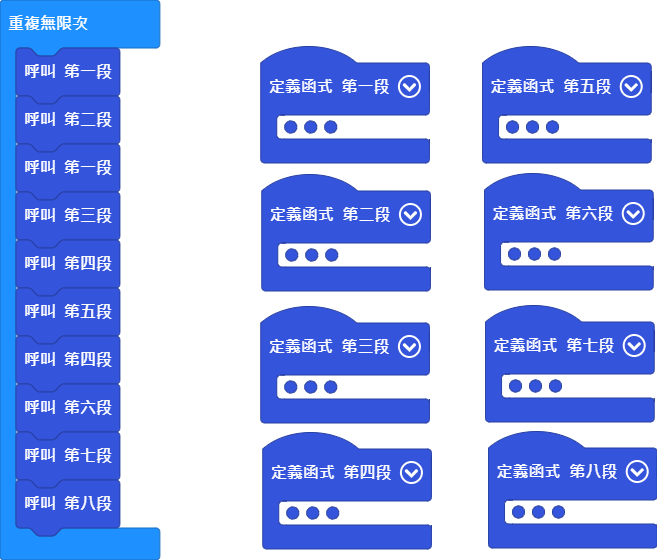 重複無限次
呼叫 第一段
呼叫 第二段
呼叫 第一段
呼叫 第三段
呼叫 第四段
呼叫 第五段
呼叫 第四段
呼叫 第六段
呼叫 第七段
呼叫 第八段
定義函式 第一段
定義函式 第二段
定義函式 第三段
定義函式 第四段
定義函式 第五段
定義函式 第六段
定義函式 第七段
定義函式 第八段